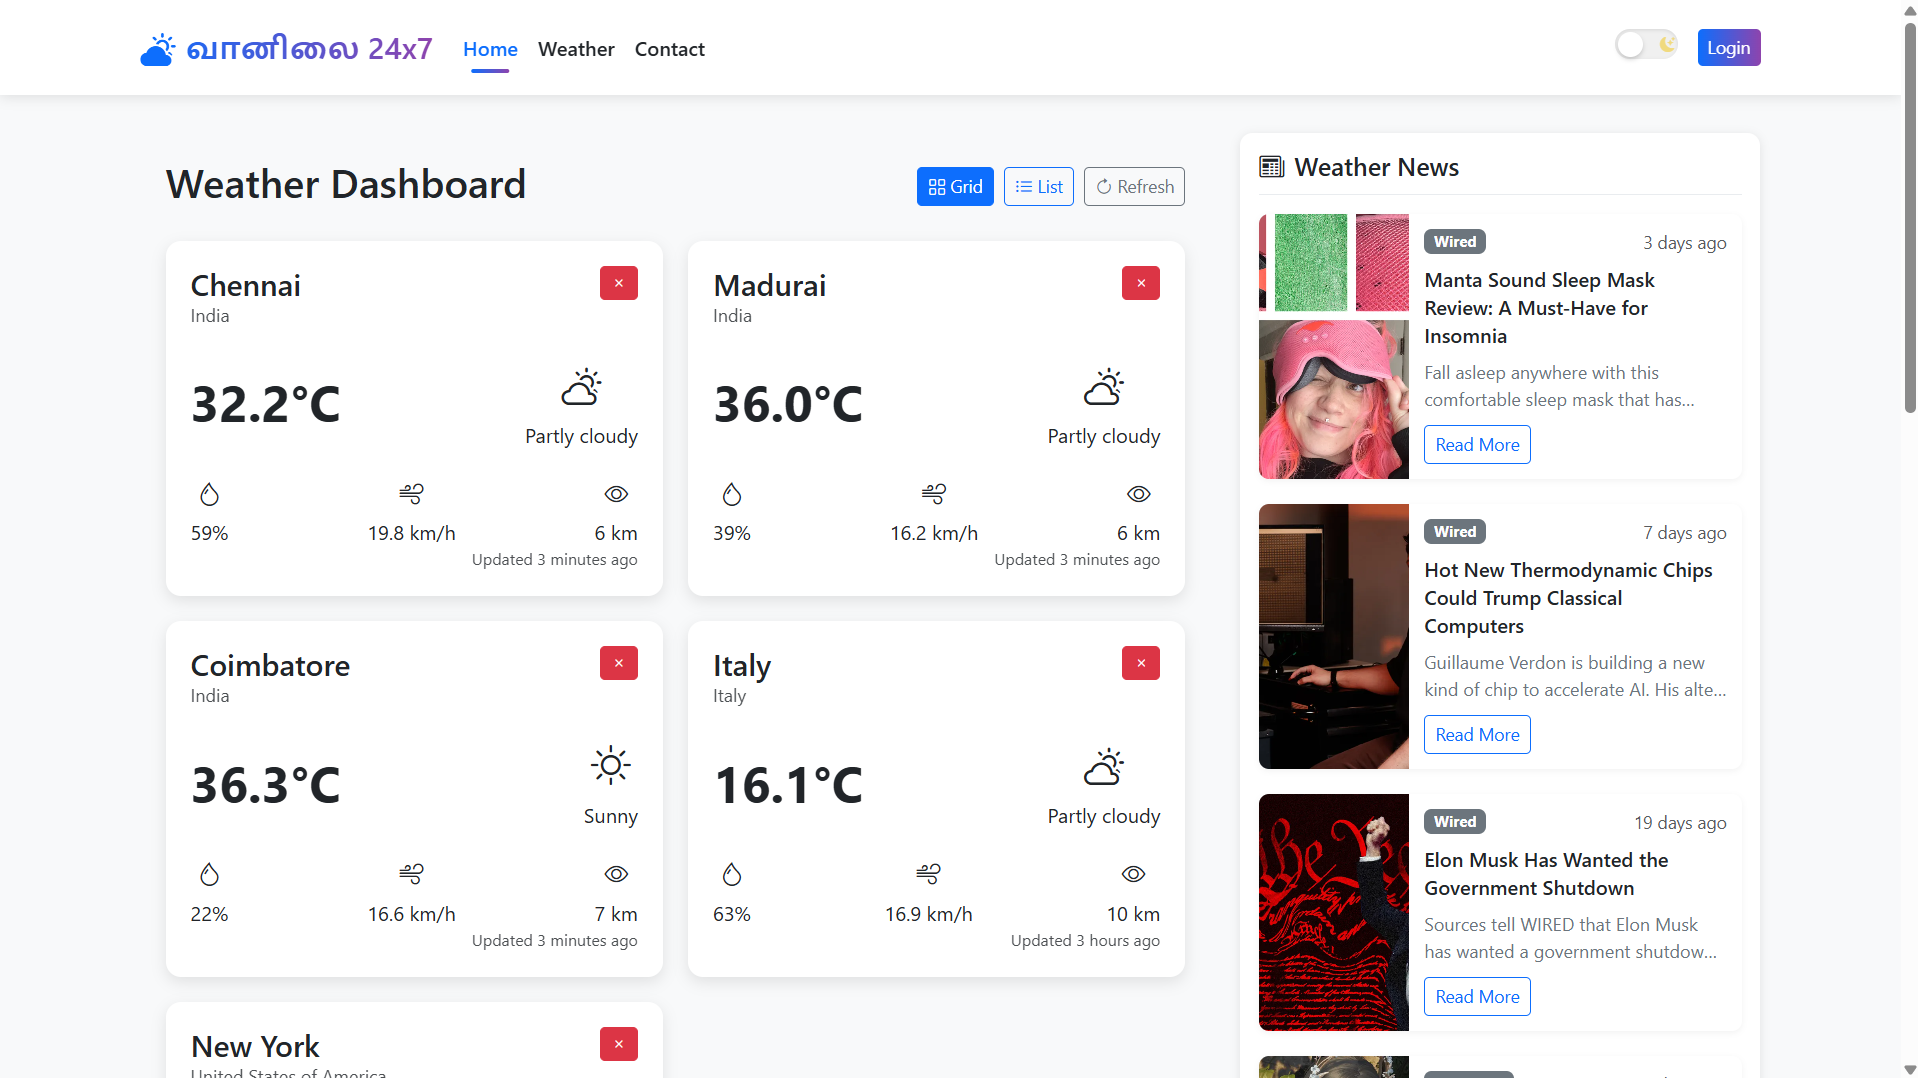 வானிலை 24x7
Home
Weather
Contact
Login
Weather Dashboard
Grid
List
Refresh
Chennai
India
32.2°C
Partly cloudy
59%
19.8 km/h
6 km
Updated 3 minutes ago
Madurai
India
36.0°C
Partly cloudy
39%
16.2 km/h
6 km
Updated 3 minutes ago
Coimbatore
India
36.3°C
Sunny
22%
16.6 km/h
7 km
Updated 3 minutes ago
Italy
Italy
16.1°C
Partly cloudy
63%
16.9 km/h
10 km
Updated 3 hours ago
New York
United States of America
Weather News
Wired
3 days ago
Manta Sound Sleep Mask
Review: A Must-Have for
Insomnia
Fall asleep anywhere with this
comfortable sleep mask that has...
Read More
Wired
7 days ago
Hot New Thermodynamic Chips
Could Trump Classical
Computers
Guillaume Verdon is building a new
kind of chip to accelerate AI. His alte...
Read More
Wired
19 days ago
Elon Musk Has Wanted the
Government Shutdown
Sources tell WIRED that Elon Musk
has wanted a government shutdow...
Read More